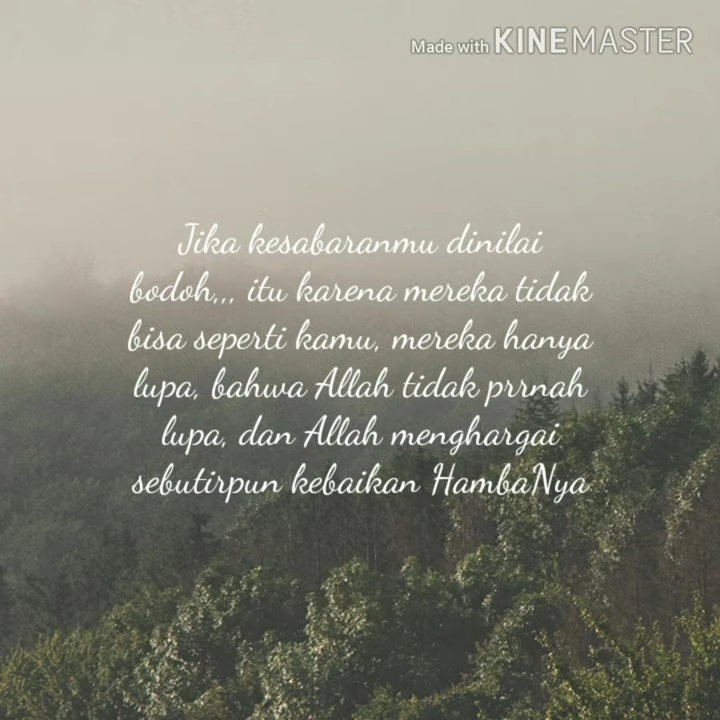 Made with KINEMASTER
Jika kesabaranmu dinilai
bodoh,,, itu karena mereka tidak
bisa seperti kamu, mereka hanya
lupa, bahwa Allah tidak prrnah
lupa, dan Allah menghargai
sebutirpun kebaikan HambaNya